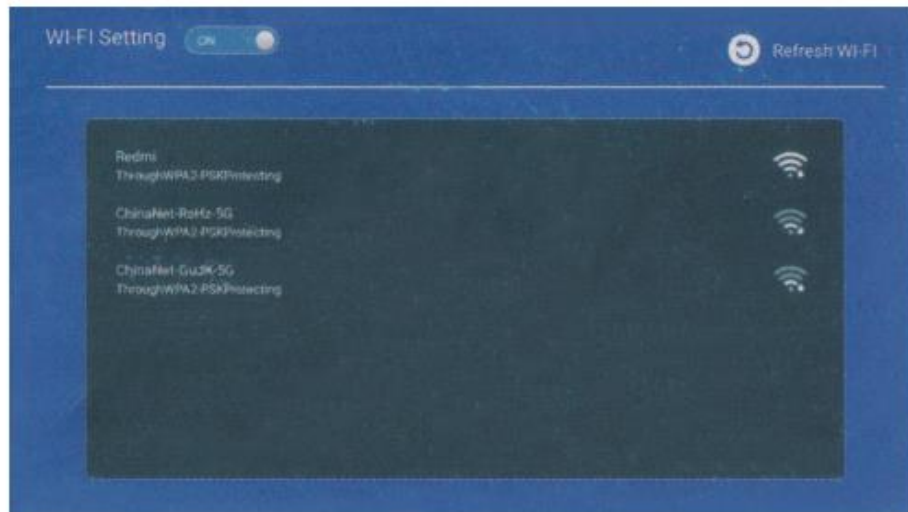 WI-FI Setting
ON
Refresh WI-FI
Redmi
ThroughWPA2-PSKProtecting
ChinaNet-RoHz-5G
ThroughWPA2-PSKProtecting
ChinaNet-GuJK-5G
ThroughWPA2-PSKProtecting